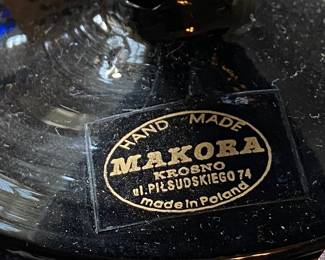 HAND MADE
MAKORA
KROSNO
ul. PIŁSUDSKIEGO 74
made in Poland